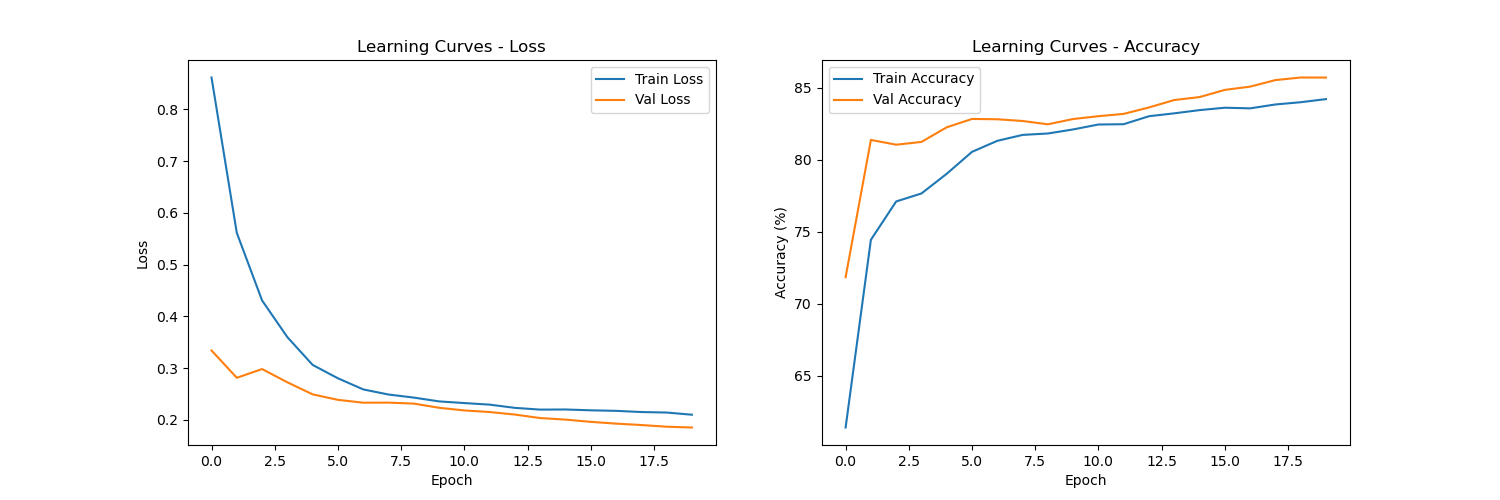 Learning Curves - Loss
Train Loss
Val Loss
Loss
0.8
0.7
0.6
0.5
0.4
0.3
0.2
0.0 2.5 5.0 7.5 10.0 12.5 15.0 17.5
Epoch
Learning Curves - Accuracy
Train Accuracy
Val Accuracy
Accuracy (%)
85
80
75
70
65
0.0 2.5 5.0 7.5 10.0 12.5 15.0 17.5
Epoch